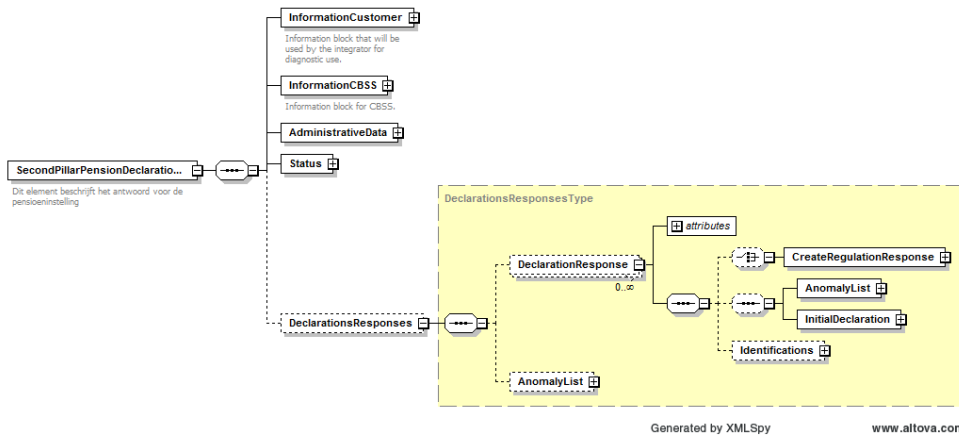 InformationCustomer
Information block that will be
used by the integrator for
diagnostic use.
InformationCBSS
Information block for CBSS.
AdministrativeData
Status
SecondPillarPensionDeclaratio...
Dit element beschrijft het antwoord voor de
pensioeninstelling
DeclarationsResponsesType
attributes
DeclarationResponse
0..∞
CreateRegulationResponse
AnomalyList
InitialDeclaration
Identifications
DeclarationsResponses
AnomalyList
Generated by XMLSpy
www.altova.com